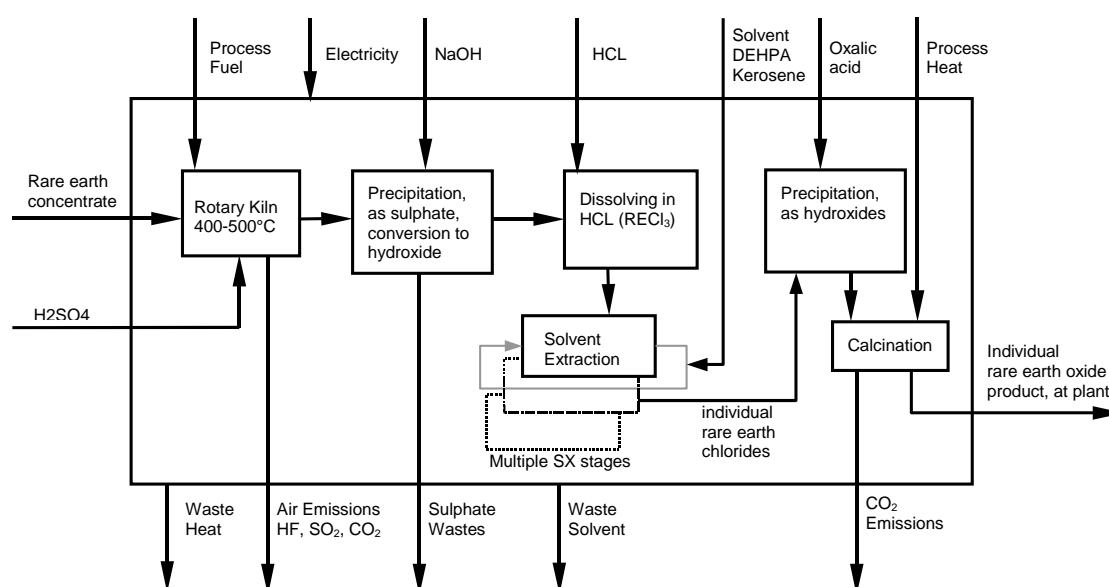 Process
Fuel
Electricity
NaOH
HCL
Solvent
DEHPA
Kerosene
Oxalic
acid
Process
Heat
Rare earth
concentrate
Rotary Kiln
400-500°C
Precipitation,
as sulphate,
conversion to
hydroxide
Dissolving in
HCL (RECl₃)
Precipitation,
as hydroxides
H2SO4
Solvent
Extraction
Calcination
Individual
rare earth oxide
product, at plant
individual
rare earth
chlorides
Multiple SX stages
Waste
Heat
Air Emissions
HF, SO₂, CO₂
Sulphate
Wastes
Waste
Solvent
CO₂
Emissions